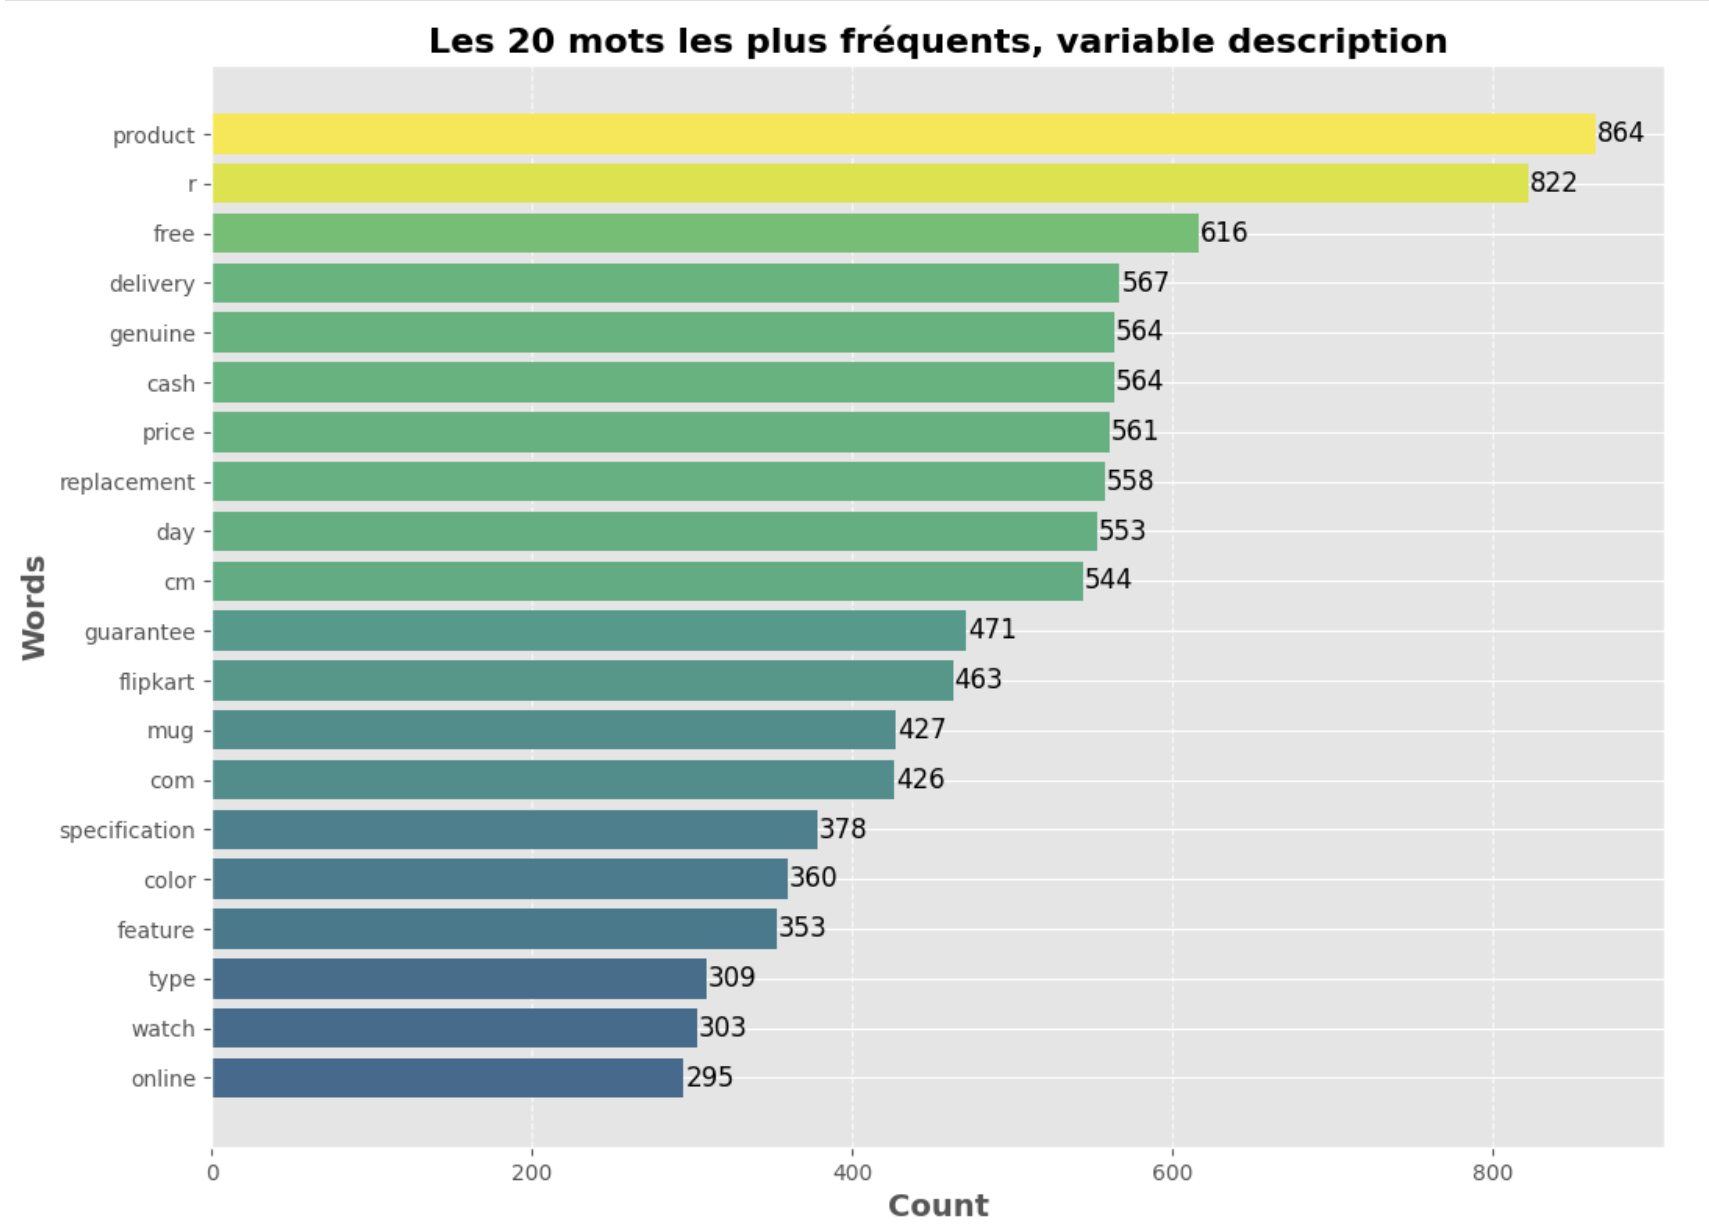 Les 20 mots les plus fréquents, variable description
product 864
r 822
free 616
delivery 567
genuine 564
cash 564
price 561
replacement 558
day 553
cm 544
guarantee 471
flipkart 463
mug 427
com 426
specification 378
color 360
feature 353
type 309
watch 303
online 295
Words
0 200 400 600 800
Count